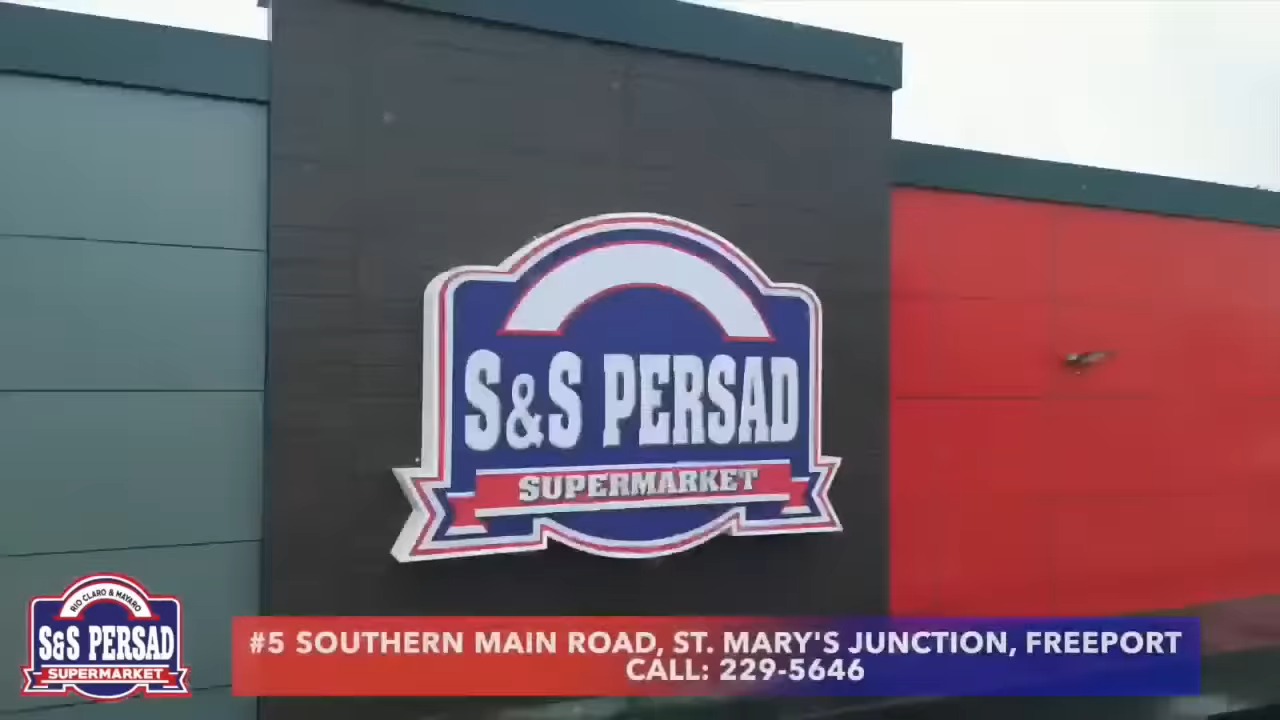 S&S PERSAD
SUPERMARKET
RIO CLARO & MAYARO
S&S PERSAD
SUPERMARKET
#5 SOUTHERN MAIN ROAD, ST. MARY'S JUNCTION, FREEPORT
CALL: 229-5646